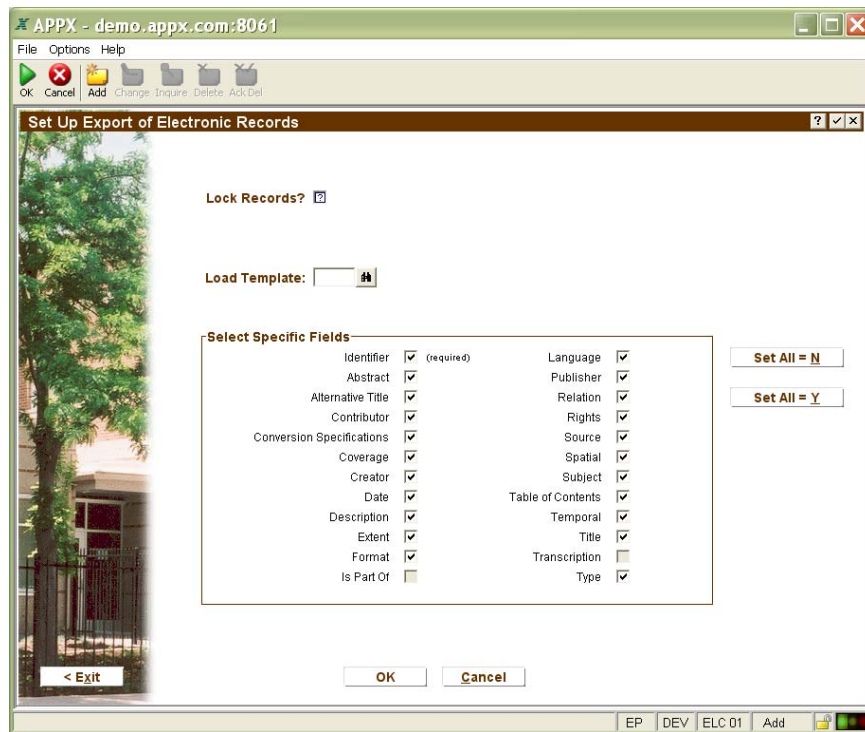 APPX - demo.appx.com:8061
File Options Help
OK Cancel Add Change Inquire Delete Ack Del
Set Up Export of Electronic Records
Lock Records? ?
Load Template:
Select Specific Fields
Identifier (required) Language
Abstract Publisher
Alternative Title Relation
Contributor Rights
Conversion Specifications Source
Coverage Spatial
Creator Subject
Date Table of Contents
Description Temporal
Extent Title
Format Transcription
Is Part Of Type
Set All = N
Set All = Y
< Exit OK Cancel
EP DEV ELC 01 Add